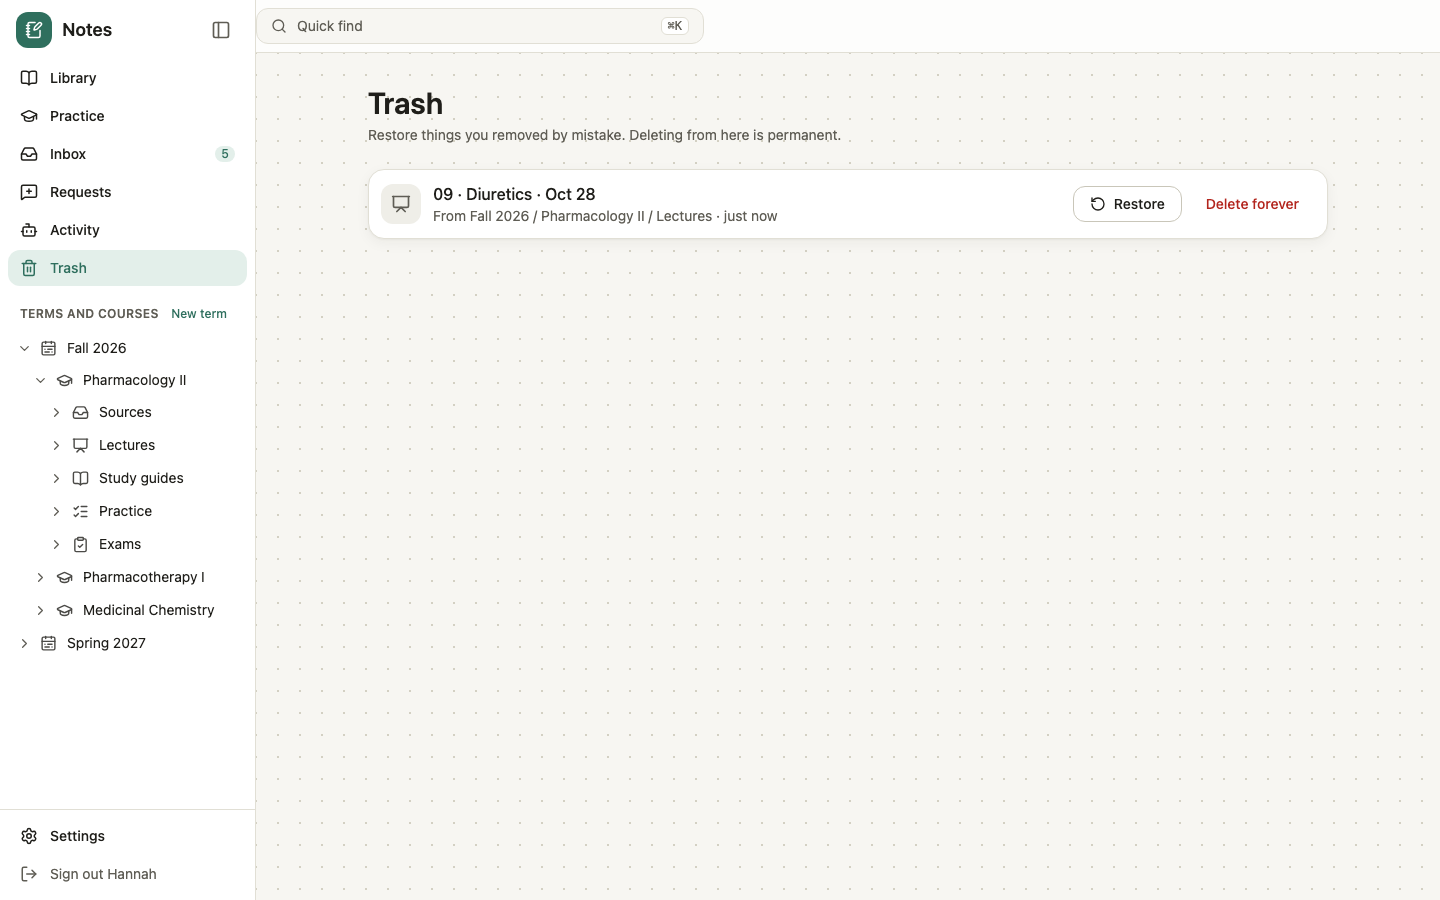 Notes
Quick find
⌘K
Library
Practice
Inbox 5
Requests
Activity
Trash
TERMS AND COURSES New term
Fall 2026
Pharmacology II
Sources
Lectures
Study guides
Practice
Exams
Pharmacotherapy I
Medicinal Chemistry
Spring 2027
Settings
Sign out Hannah
Trash
Restore things you removed by mistake. Deleting from here is permanent.
09 · Diuretics · Oct 28
From Fall 2026 / Pharmacology II / Lectures · just now
Restore
Delete forever